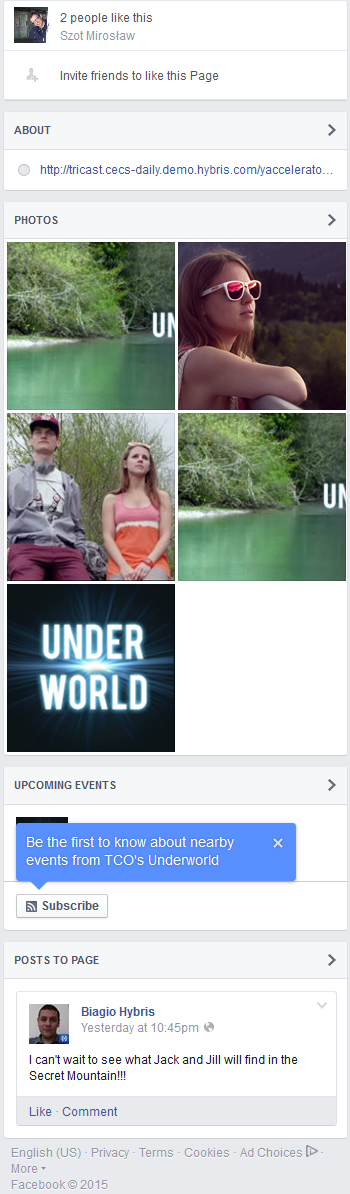 2 people like this
Szot Mirosław
Invite friends to like this Page
ABOUT
http://tricast.cecs-daily.demo.hybris.com/yaccelerato...
PHOTOS
UN
UN
UNDER
WORLD
UPCOMING EVENTS
Be the first to know about nearby
events from TCO's Underworld
Subscribe
POSTS TO PAGE
Biagio Hybris
Yesterday at 10:45pm
I can't wait to see what Jack and Jill will find in the
Secret Mountain!!!
Like · Comment
English (US) · Privacy · Terms · Cookies · Ad Choices ·
More
Facebook © 2015